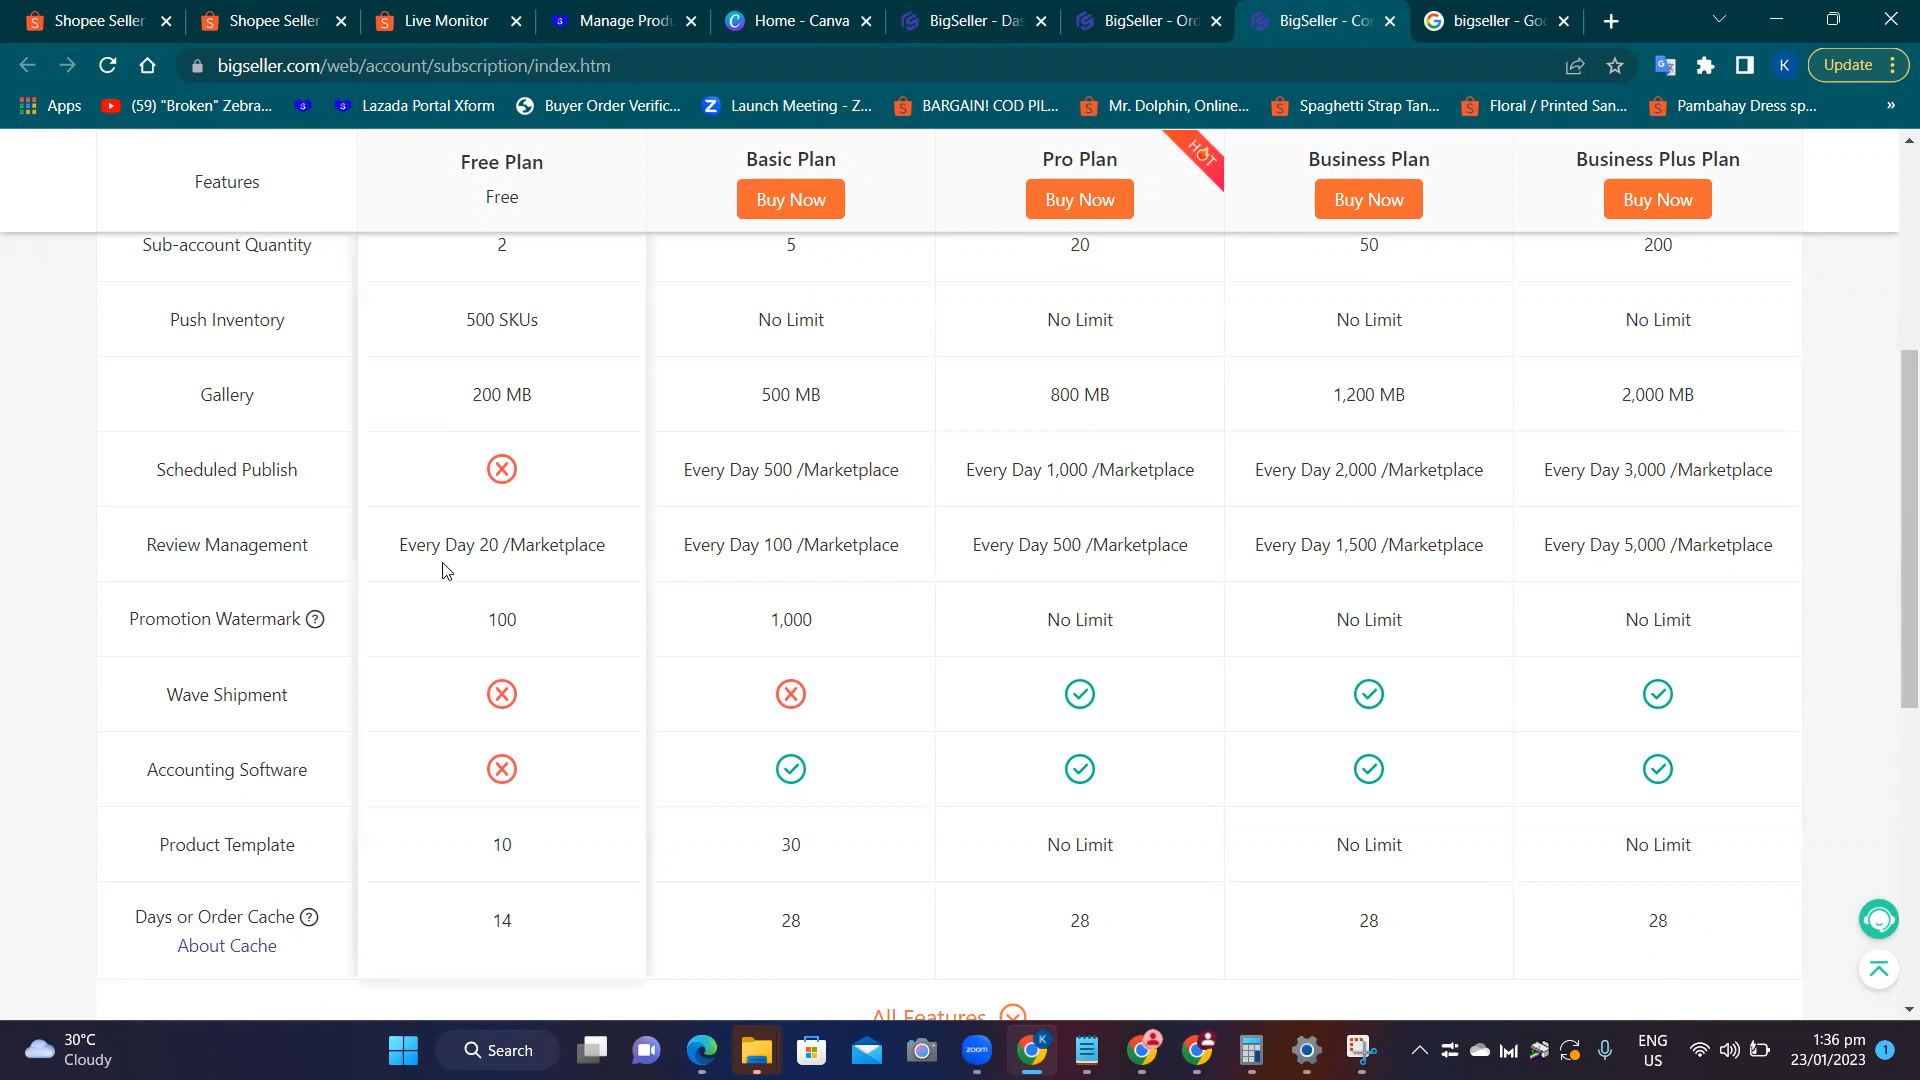 Shopee Seller
Shopee Seller
Live Monitor
Manage Produ
Home - Canva
BigSeller - Das
BigSeller - Ord
BigSeller - Cor
bigseller - Goo
bigseller.com/web/account/subscription/index.htm
K
Update
Apps
(59) "Broken" Zebra...
Lazada Portal Xform
Buyer Order Verific...
Launch Meeting - Z...
BARGAIN! COD PIL...
Mr. Dolphin, Online...
Spaghetti Strap Tan...
Floral / Printed San...
Pambahay Dress sp...
»
Features
Free Plan
Free
Basic Plan
Buy Now
Pro Plan
Buy Now
HOT
Business Plan
Buy Now
Business Plus Plan
Buy Now
Sub-account Quantity 2 5 20 50 200
Push Inventory 500 SKUs No Limit No Limit No Limit No Limit
Gallery 200 MB 500 MB 800 MB 1,200 MB 2,000 MB
Scheduled Publish Every Day 500 /Marketplace Every Day 1,000 /Marketplace Every Day 2,000 /Marketplace Every Day 3,000 /Marketplace
Review Management Every Day 20 /Marketplace Every Day 100 /Marketplace Every Day 500 /Marketplace Every Day 1,500 /Marketplace Every Day 5,000 /Marketplace
Promotion Watermark ? 100 1,000 No Limit No Limit No Limit
Wave Shipment
Accounting Software
Product Template 10 30 No Limit No Limit No Limit
Days or Order Cache ? 14 28 28 28 28
About Cache
All Features
30°C
Cloudy
Search
zoom
K
ENG
US
1:36 pm
23/01/2023
1